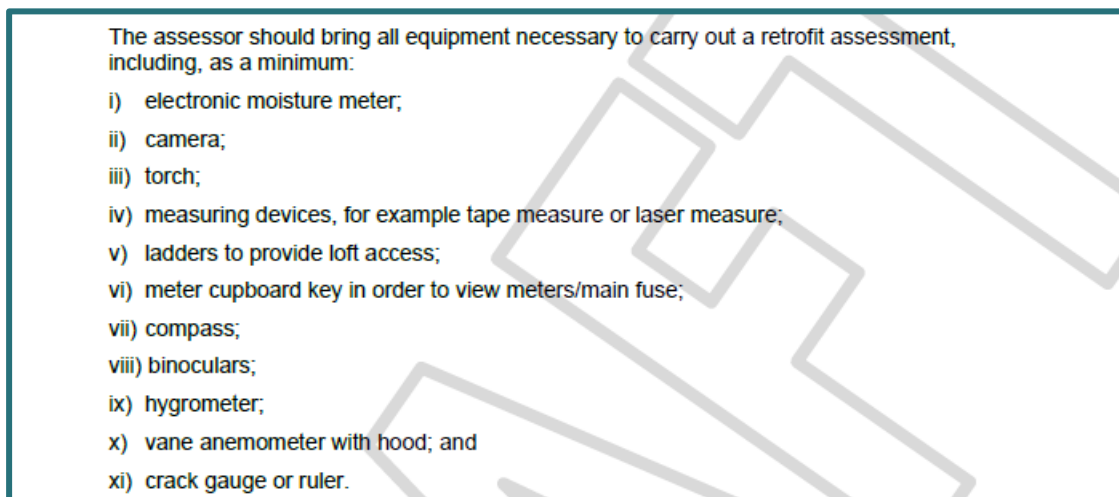 The assessor should bring all equipment necessary to carry out a retrofit assessment,
including, as a minimum:
i) electronic moisture meter;
ii) camera;
iii) torch;
iv) measuring devices, for example tape measure or laser measure;
v) ladders to provide loft access;
vi) meter cupboard key in order to view meters/main fuse;
vii) compass;
viii) binoculars;
ix) hygrometer;
x) vane anemometer with hood; and
xi) crack gauge or ruler.